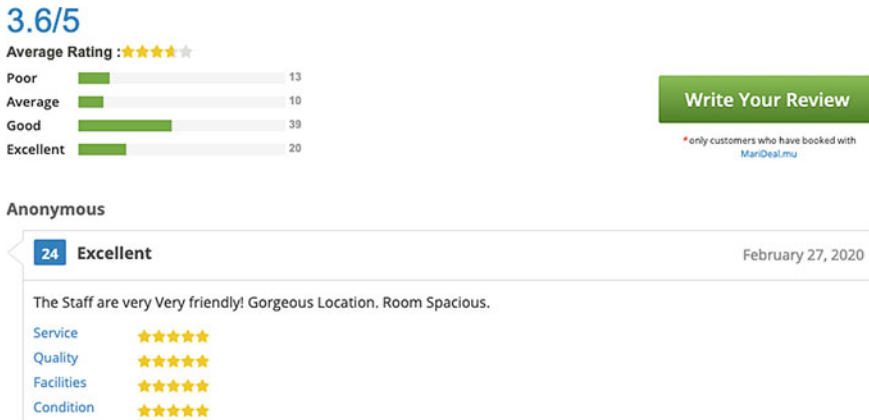 3.6/5
Average Rating :
Poor 13
Average 10
Good 39
Excellent 20
Write Your Review
*only customers who have booked with
MariDeal.mu
Anonymous
24 Excellent February 27, 2020
The Staff are very Very friendly! Gorgeous Location. Room Spacious.
Service
Quality
Facilities
Condition